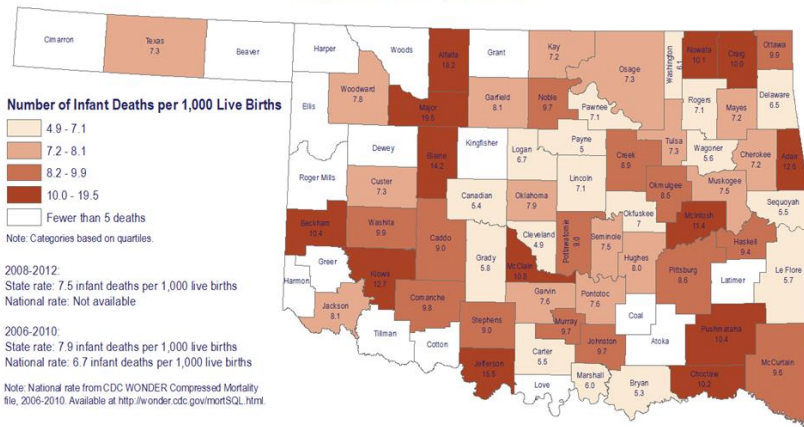 Cimarron
Texas
7.3
Beaver
Harper
Woods
Alfalfa
18.2
Grant
Kay
7.2
Osage
7.3
Washington
6.1
Nowata
10.1
Craig
10.0
Ottawa
9.9
Ellis
Woodward
7.8
Major
19.5
Garfield
8.1
Noble
9.7
Pawnee
7.1
Rogers
7.1
Mayes
7.2
Delaware
6.5
Number of Infant Deaths per 1,000 Live Births
4.9 - 7.1
7.2 - 8.1
8.2 - 9.9
10.0 - 19.5
Fewer than 5 deaths
Note: Categories based on quartiles.
Roger Mills
Dewey
Blaine
14.2
Kingfisher
Logan
6.7
Payne
5
Creek
8.9
Tulsa
7.3
Wagoner
5.6
Cherokee
7.2
Adair
12.6
Custer
7.3
Canadian
5.4
Oklahoma
7.9
Lincoln
7.1
Okmulgee
8.5
Muskogee
7.5
Sequoyah
5.5
Beckham
10.4
Washita
9.9
Caddo
9.0
Grady
5.8
Cleveland
4.9
McClain
10.8
Pottawatomie
9.0
Seminole
7.5
Okfuskee
7
McIntosh
11.4
Haskell
9.4
Greer
Harmon
Kiowa
12.7
Comanche
9.8
Garvin
7.6
Pontotoc
7.6
Hughes
8.0
Pittsburg
8.6
Latimer
Le Flore
5.7
Jackson
8.1
Tillman
Cotton
Stephens
9.0
Murray
9.7
Johnston
9.7
Coal
Atoka
Pushmataha
10.4
McCurtain
9.6
Jefferson
15.5
Carter
5.5
Love
Marshall
6.0
Bryan
5.3
Choctaw
10.2
2008-2012:
State rate: 7.5 infant deaths per 1,000 live births
National rate: Not available
2006-2010:
State rate: 7.9 infant deaths per 1,000 live births
National rate: 6.7 infant deaths per 1,000 live births
Note: National rate from CDC WONDER Compressed Mortality
file, 2006-2010. Available at http://wonder.cdc.gov/mortSQL.html.